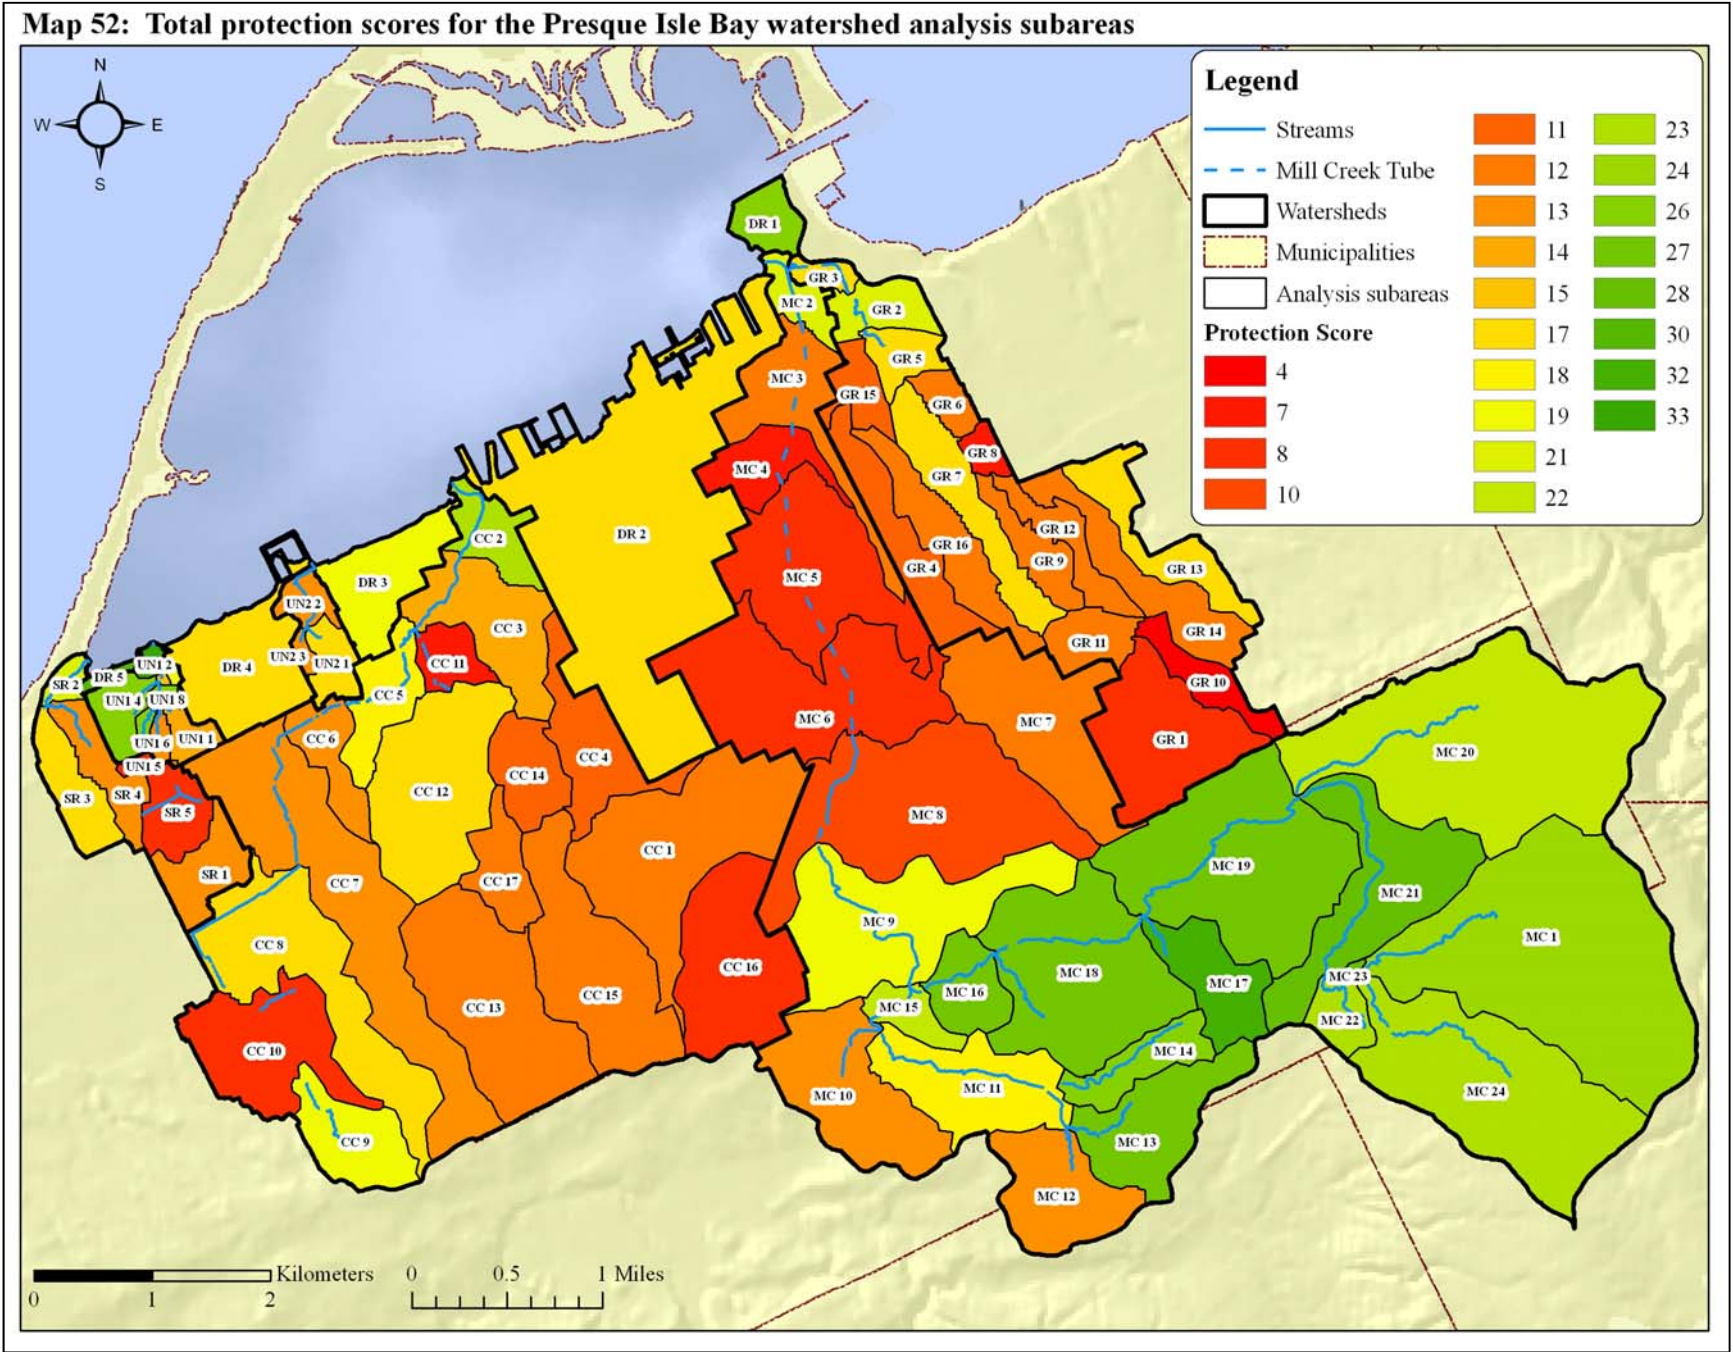 Map 52: Total protection scores for the Presque Isle Bay watershed analysis subareas
N
W E
S
Legend
Streams
Mill Creek Tube
Watersheds
Municipalities
Analysis subareas
Protection Score
4
7
8
10
11
12
13
14
15
17
18
19
21
22
23
24
26
27
28
30
32
33
DR 1
GR 3
MC 2
GR 2
GR 5
MC 3
GR 15
GR 6
GR 8
MC 4
GR 7
GR 12
DR 2
CC 2
GR 16
GR 9
GR 4
GR 13
MC 5
DR 3
UN2 2
CC 3
GR 14
GR 11
UN2 3
UN2 1
CC 11
UN1 2
DR 4
DR 5
SR 2
CC 5
GR 10
UN1 4
UN1 8
MC 6
MC 7
UN1 6
UN1 1
CC 6
GR 1
MC 20
CC 4
UN1 5
CC 14
CC 12
SR 3
SR 4
SR 5
MC 8
CC 1
MC 19
SR 1
CC 7
CC 17
MC 21
MC 9
MC 1
CC 8
CC 16
MC 18
MC 23
MC 17
MC 16
CC 15
CC 13
MC 15
MC 22
CC 10
MC 14
MC 11
MC 24
MC 10
CC 9
MC 13
MC 12
Kilometers
0 1 2
0 0.5 1 Miles